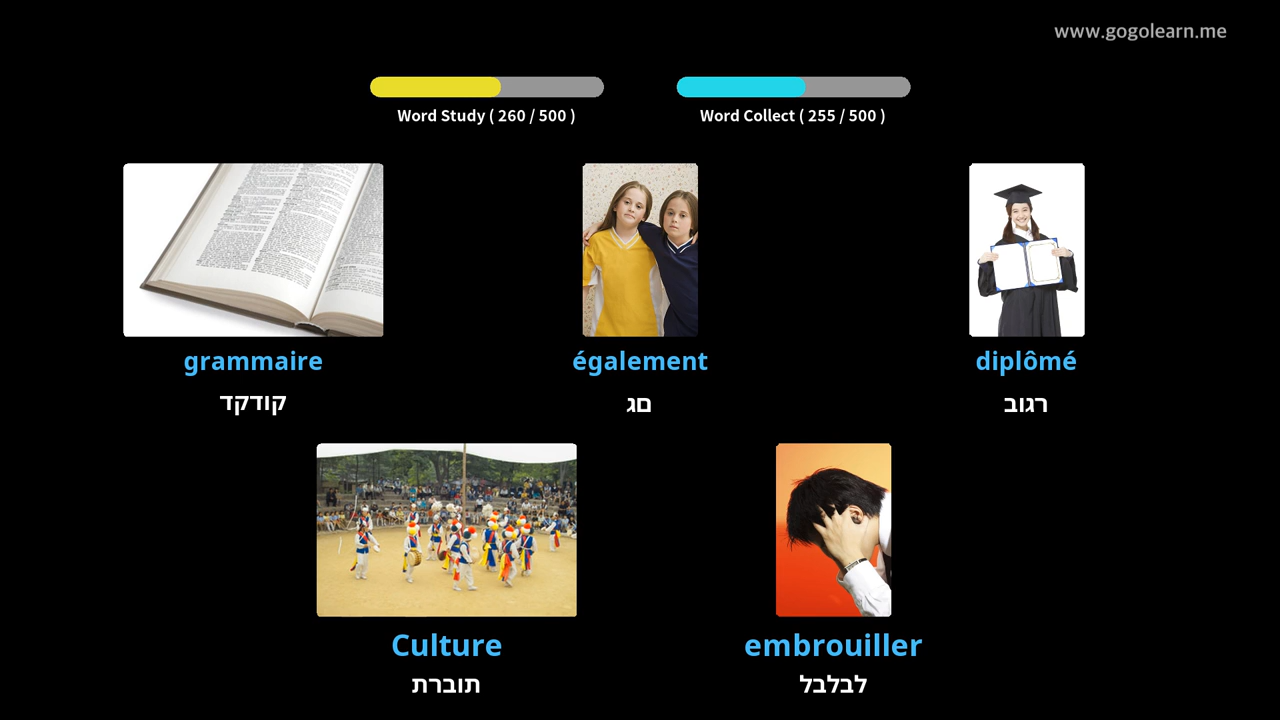 www.gogolearn.me
Word Study ( 260 / 500 )
Word Collect ( 255 / 500 )
grammaire
קודקד
également
םג
diplômé
רגוב
Culture
תוברת
embrouiller
לבלבל